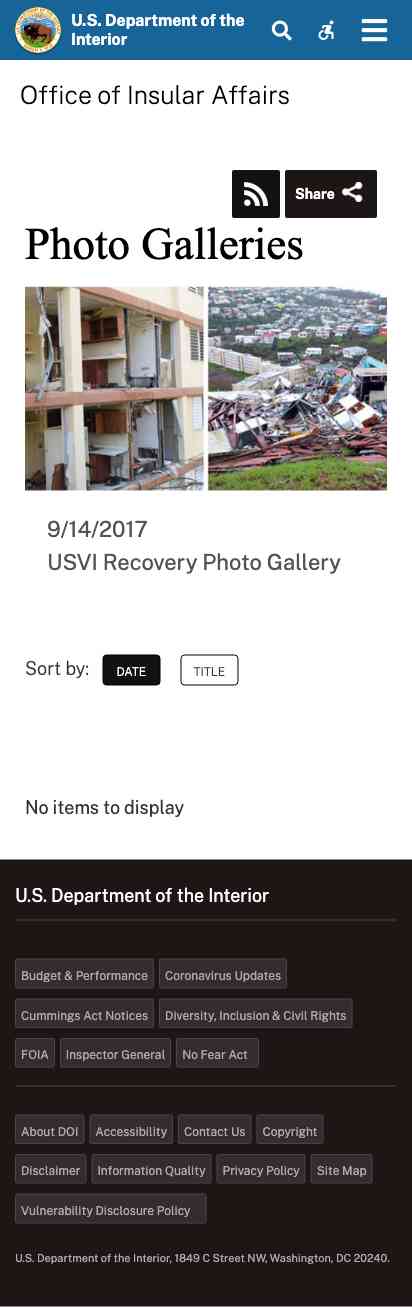 U.S. Department of the
Interior
Office of Insular Affairs
Share
Photo Galleries
9/14/2017
USVI Recovery Photo Gallery
Sort by: DATE TITLE
No items to display
U.S. Department of the Interior
Budget & Performance Coronavirus Updates
Cummings Act Notices Diversity, Inclusion & Civil Rights
FOIA Inspector General No Fear Act
About DOI Accessibility Contact Us Copyright
Disclaimer Information Quality Privacy Policy Site Map
Vulnerability Disclosure Policy
U.S. Department of the Interior, 1849 C Street NW, Washington, DC 20240.